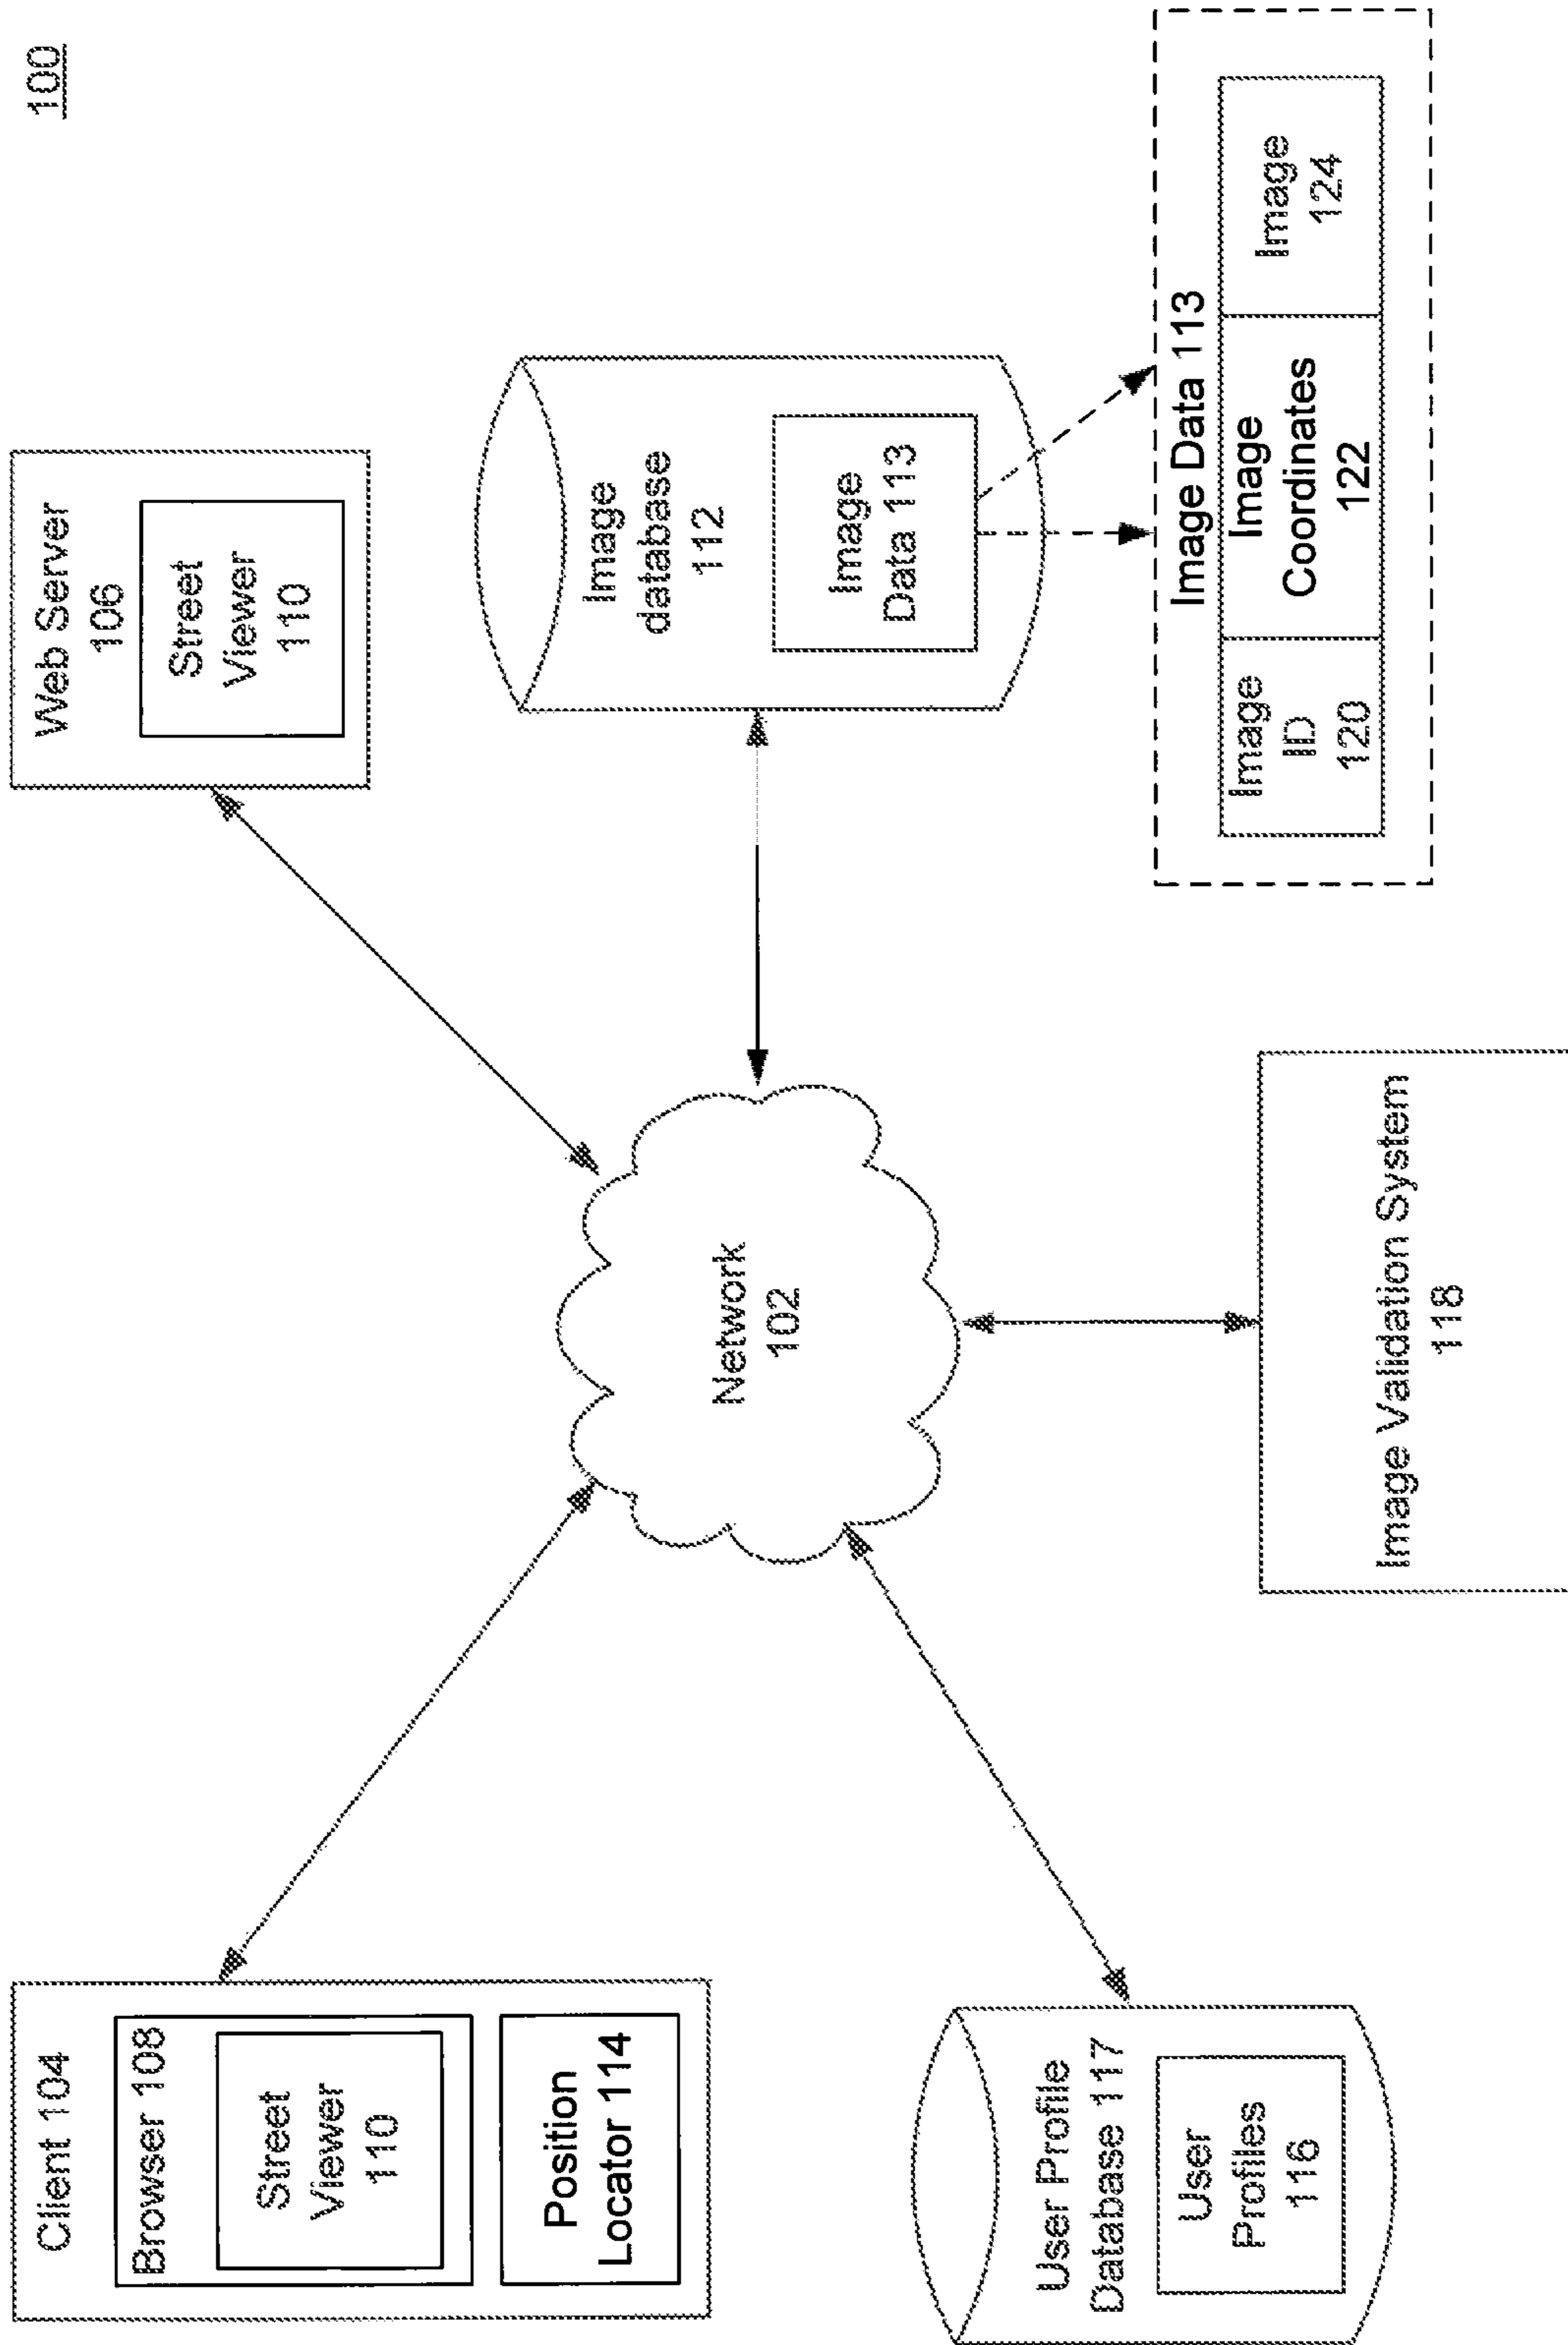 100
Client 104
Browser 108
Street
Viewer
110
Position
Locator 114
Web Server
106
Street
Viewer
110
Network
102
Image
database
112
Image
Data 113
User Profile
Database 117
User
Profiles
116
Image Validation System
118
Image Data 113
Image
ID
120
Image
Coordinates
122
Image
124